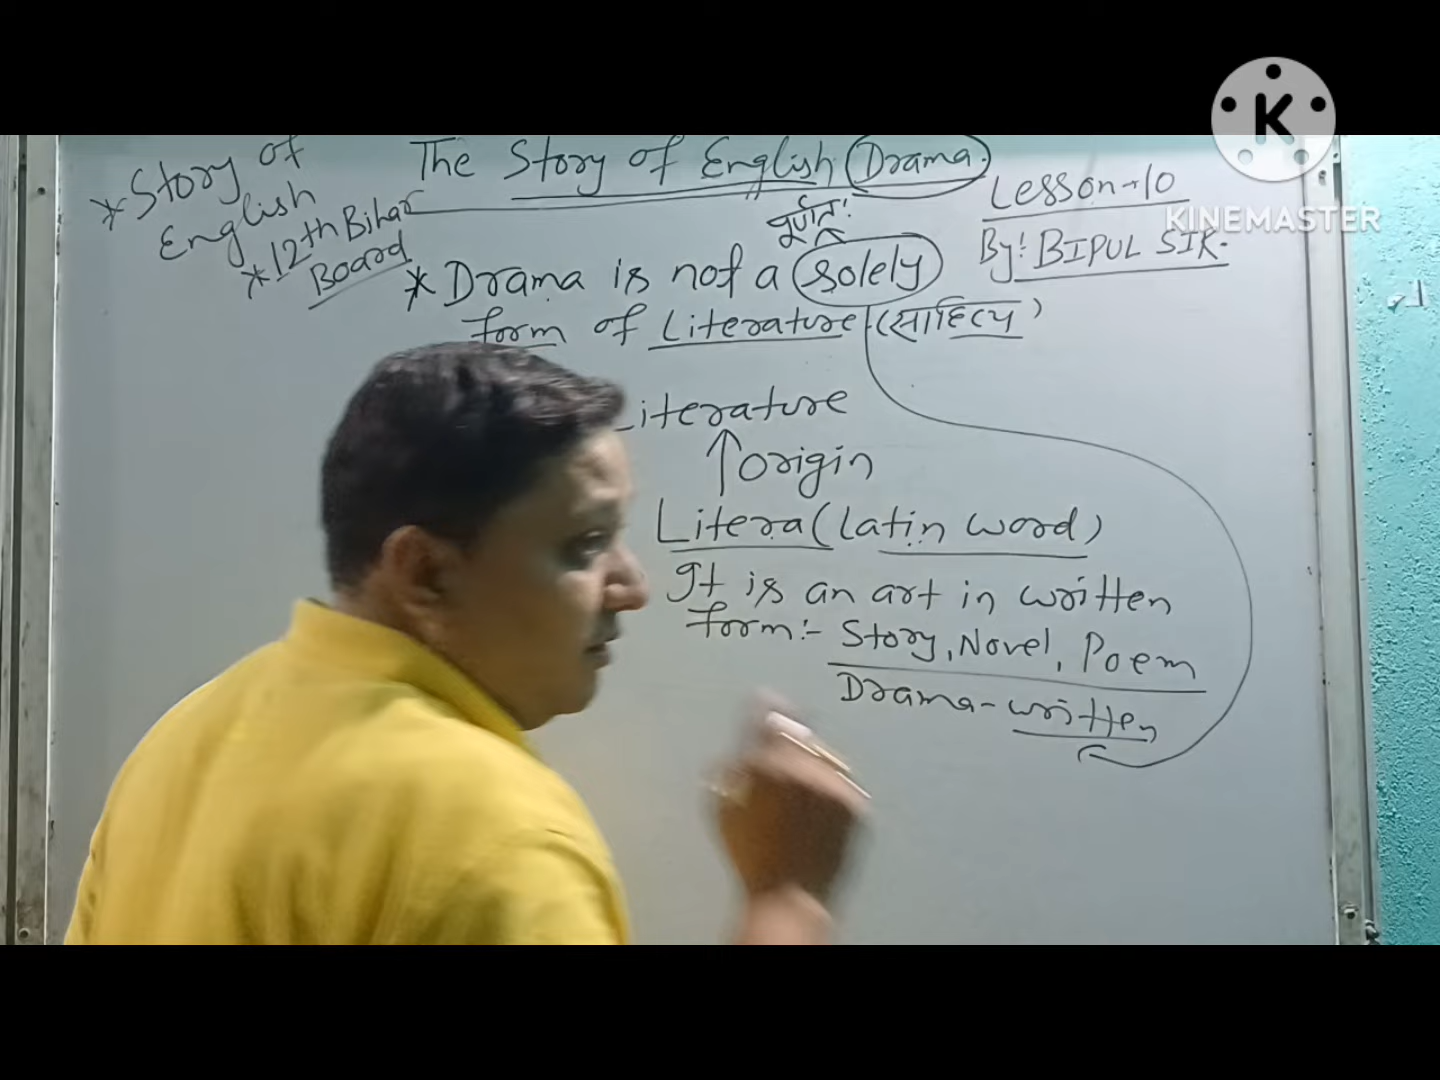 The Story of English Drama.
* Story of
English
* 12th Bihar
Board
Lesson-10
By: BIPUL SIR.
पूर्णतः
* Drama is not a solely
form of Literature (साहित्य)
Literature
origin
Litera (Latin word)
It is an art in written
form:- Story, Novel, Poem
Drama - written
K
KINEMASTER